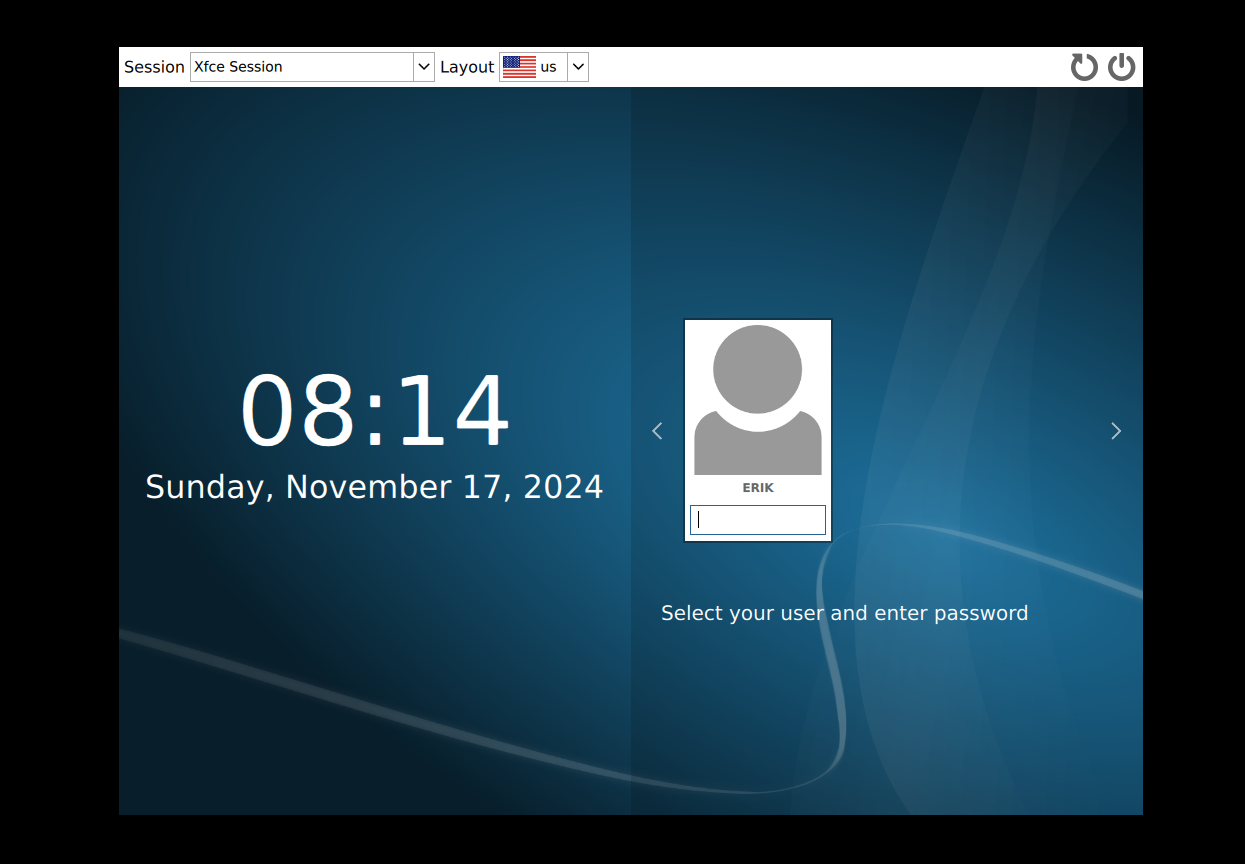 Session Xfce Session Layout us
08:14
Sunday, November 17, 2024
ERIK
Select your user and enter password